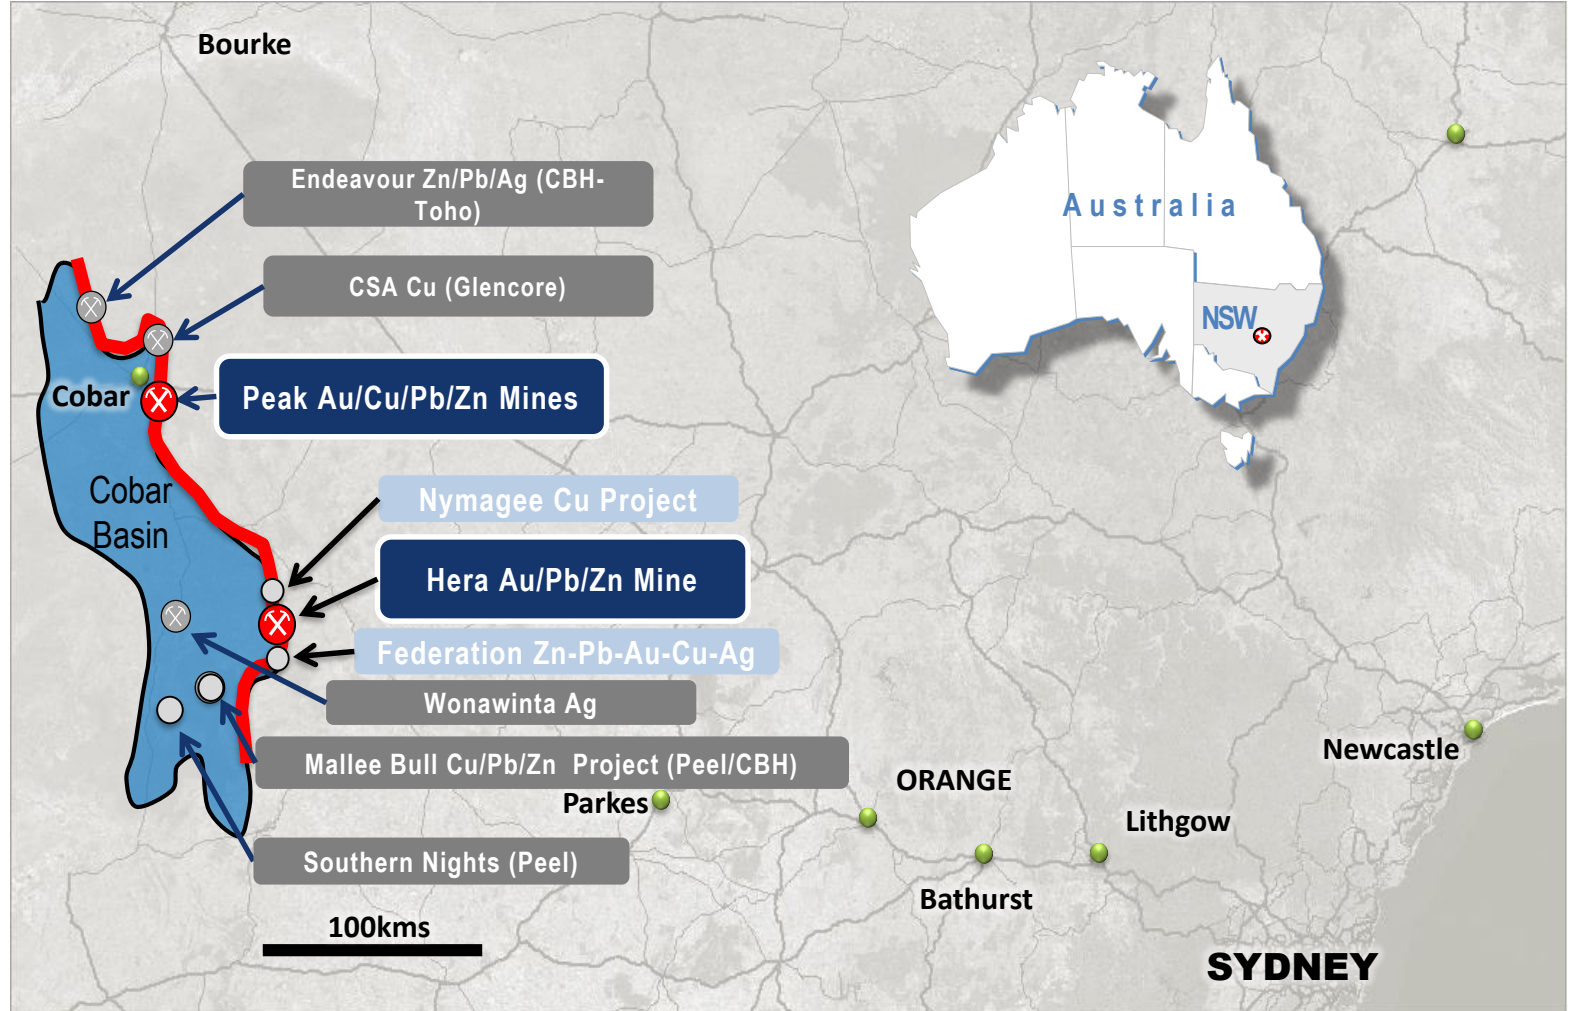 Bourke
Endeavour Zn/Pb/Ag (CBH-
Toho)
Australia
CSA Cu (Glencore)
NSW
Cobar
Peak Au/Cu/Pb/Zn Mines
Cobar
Basin
Nymagee Cu Project
Hera Au/Pb/Zn Mine
Federation Zn-Pb-Au-Cu-Ag
Wonawinta Ag
Mallee Bull Cu/Pb/Zn Project (Peel/CBH)
Newcastle
Parkes
ORANGE
Lithgow
Southern Nights (Peel)
Bathurst
100kms
SYDNEY